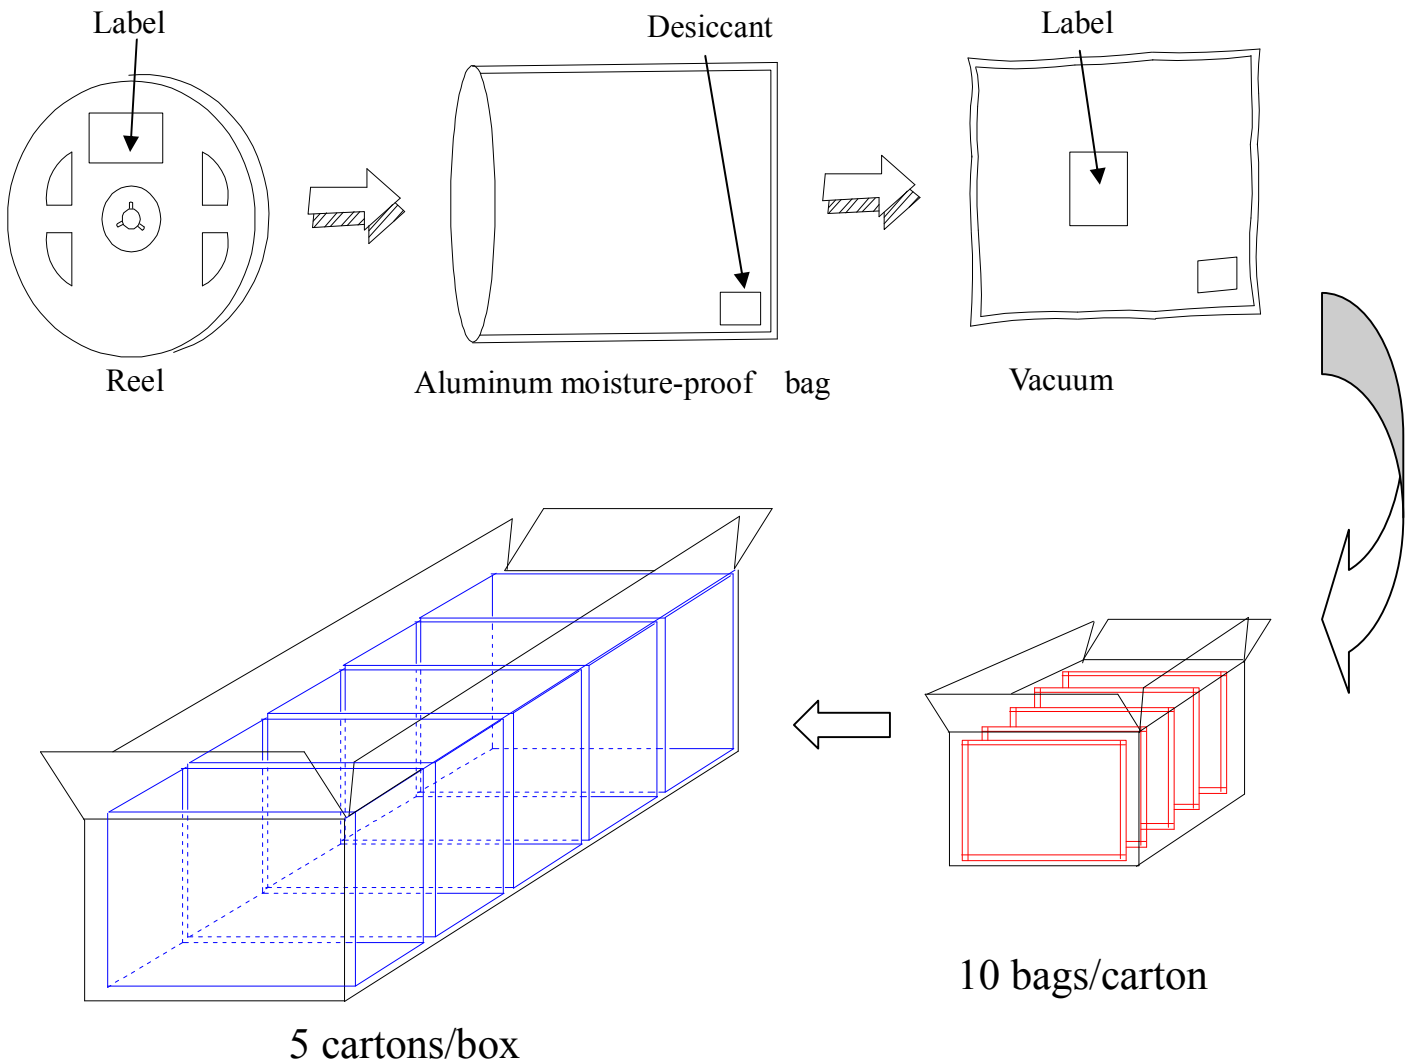 Label
Desiccant
Label
Reel
Aluminum moisture-proof bag
Vacuum
10 bags/carton
5 cartons/box